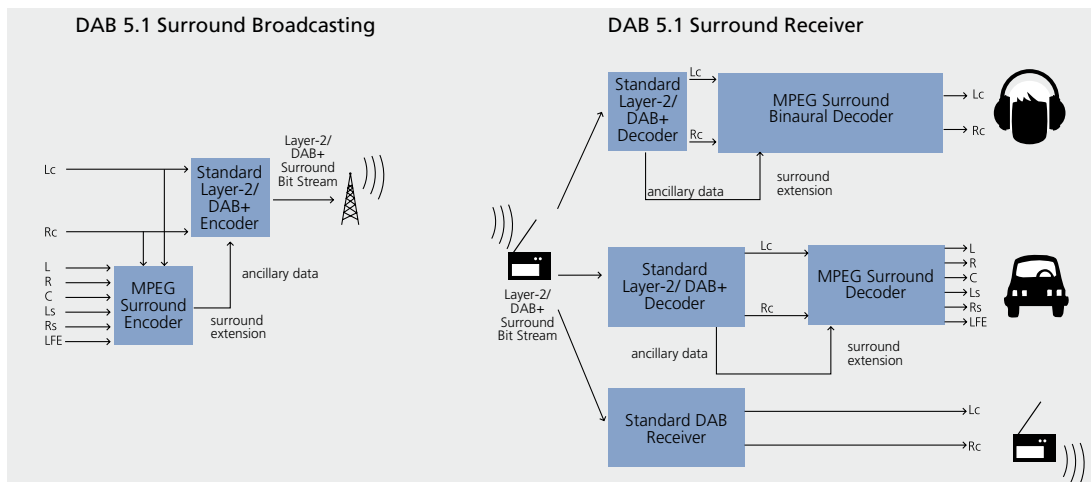 DAB 5.1 Surround Broadcasting
Lc
Rc
L
R
C
Ls
Rs
LFE
MPEG
Surround
Encoder
surround
extension
ancillary data
Standard
Layer-2/
DAB+
Encoder
Layer-2/
DAB+
Surround
Bit Stream
DAB 5.1 Surround Receiver
Layer-2/
DAB+
Surround
Bit Stream
Standard
Layer-2/
DAB+
Decoder
Lc
Rc
ancillary data
surround
extension
MPEG Surround
Binaural Decoder
Lc
Rc
Standard
Layer-2/ DAB+
Decoder
Lc
Rc
ancillary data
surround
extension
MPEG Surround
Decoder
L
R
C
Ls
Rs
LFE
Standard DAB
Receiver
Lc
Rc